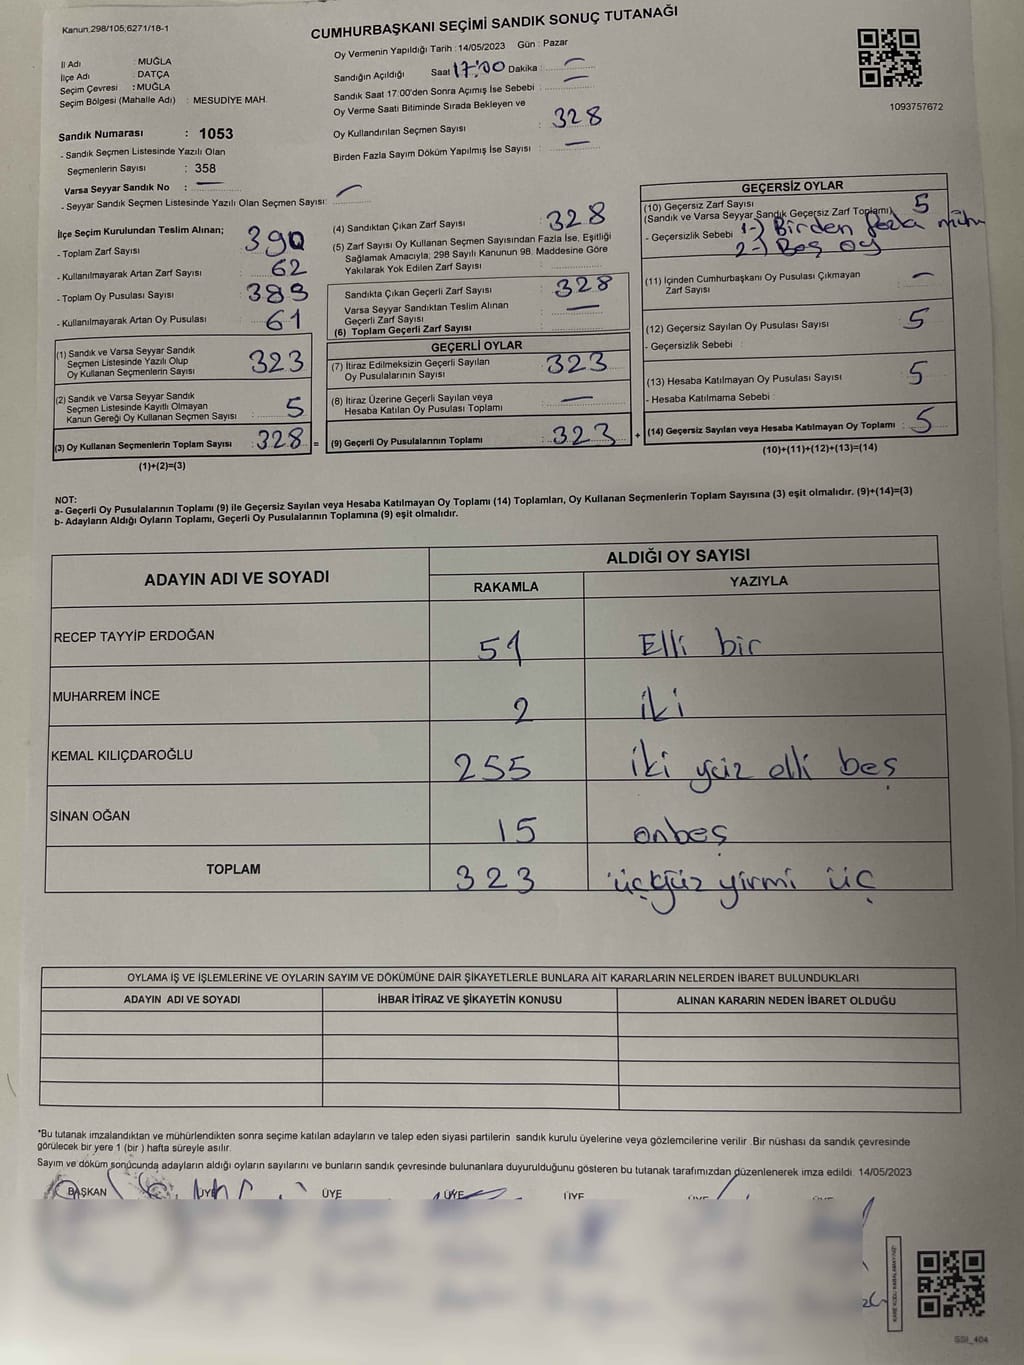 Kanun,298/105,6271/18-1
CUMHURBAŞKANI SEÇİMİ SANDIK SONUÇ TUTANAĞI
İl Adı : MUĞLA
İlçe Adı : DATÇA
Seçim Çevresi : MUĞLA
Seçim Bölgesi (Mahalle Adı) : MESUDİYE MAH.
Sandık Numarası : 1053
- Sandık Seçmen Listesinde Yazılı Olan
Seçmenlerin Sayısı : 358
Varsa Seyyar Sandık No : —
- Seyyar Sandık Seçmen Listesinde Yazılı Olan Seçmen Sayısı: —
Oy Vermenin Yapıldığı Tarih : 14/05/2023 Gün : Pazar
Sandığın Açıldığı Saat 17:00 Dakika : —
Sandık Saat 17.00'den Sonra Açımış İse Sebebi : —
Oy Verme Saati Bitiminde Sırada Bekleyen ve
Oy Kullandırılan Seçmen Sayısı : 328
Birden Fazla Sayım Döküm Yapılmış İse Sayısı : —
1093757672
İlçe Seçim Kurulundan Teslim Alınan;
- Toplam Zarf Sayısı : 390
- Kullanılmayarak Artan Zarf Sayısı : 62
- Toplam Oy Pusulası Sayısı : 389
- Kullanılmayarak Artan Oy Pusulası : 61
(1) Sandık ve Varsa Seyyar Sandık
Seçmen Listesinde Yazılı Olup
Oy Kullanan Seçmenlerin Sayısı : 323
(2) Sandık ve Varsa Seyyar Sandık
Seçmen Listesinde Kayıtlı Olmayan
Kanun Gereği Oy Kullanan Seçmen Sayısı : 5
(3) Oy Kullanan Seçmenlerin Toplam Sayısı : 328 =
(1)+(2)=(3)
(4) Sandıktan Çıkan Zarf Sayısı : 328
(5) Zarf Sayısı Oy Kullanan Seçmen Sayısından Fazla İse, Eşitliği
Sağlamak Amacıyla; 298 Sayılı Kanunun 98. Maddesine Göre
Yakılarak Yok Edilen Zarf Sayısı :
Sandıkta Çıkan Geçerli Zarf Sayısı : 328
Varsa Seyyar Sandıktan Teslim Alınan
Geçerli Zarf Sayısı : —
(6) Toplam Geçerli Zarf Sayısı :
GEÇERLİ OYLAR
(7) İtiraz Edilmeksizin Geçerli Sayılan
Oy Pusulalarının Sayısı : 323
(8) İtiraz Üzerine Geçerli Sayılan veya
Hesaba Katılan Oy Pusulası Toplamı : —
(9) Geçerli Oy Pusulalarının Toplamı : 323 +
GEÇERSİZ OYLAR
(10) Geçersiz Zarf Sayısı
(Sandık ve Varsa Seyyar Sandık Geçersiz Zarf Toplamı) 5
- Geçersizlik Sebebi 1-) Birden fazla mühür
2-) Boş oy
(11) İçinden Cumhurbaşkanı Oy Pusulası Çıkmayan
Zarf Sayısı —
(12) Geçersiz Sayılan Oy Pusulası Sayısı : 5
- Geçersizlik Sebebi :
(13) Hesaba Katılmayan Oy Pusulası Sayısı : 5
- Hesaba Katılmama Sebebi :
(14) Geçersiz Sayılan veya Hesaba Katılmayan Oy Toplamı : 5
(10)+(11)+(12)+(13)=(14)
NOT:
a- Geçerli Oy Pusulalarının Toplamı (9) ile Geçersiz Sayılan veya Hesaba Katılmayan Oy Toplamı (14) Toplamları, Oy Kullanan Seçmenlerin Toplam Sayısına (3) eşit olmalıdır. (9)+(14)=(3)
b- Adayların Aldığı Oyların Toplamı, Geçerli Oy Pusulalarının Toplamına (9) eşit olmalıdır.
ADAYIN ADI VE SOYADI ALDIĞI OY SAYISI
RAKAMLA YAZIYLA
RECEP TAYYİP ERDOĞAN 51 Elli bir
MUHARREM İNCE 2 iki
KEMAL KILIÇDAROĞLU 255 iki yüz elli beş
SİNAN OĞAN 15 onbeş
TOPLAM 323 üçyüz yirmi üç
OYLAMA İŞ VE İŞLEMLERİNE VE OYLARIN SAYIM VE DÖKÜMÜNE DAİR ŞİKAYETLERLE BUNLARA AİT KARARLARIN NELERDEN İBARET BULUNDUKLARI
ADAYIN ADI VE SOYADI İHBAR İTİRAZ VE ŞİKAYETİN KONUSU ALINAN KARARIN NEDEN İBARET OLDUĞU
*Bu tutanak imzalandıktan ve mühürlendikten sonra seçime katılan adayların ve talep eden siyasi partilerin sandık kurulu üyelerine veya gözlemcilerine verilir .Bir nüshası da sandık çevresinde
görülecek bir yere 1 (bir ) hafta süreyle asılır.
Sayım ve döküm sonucunda adayların aldığı oyların sayılarını ve bunların sandık çevresinde bulunanlara duyurulduğunu gösteren bu tutanak tarafımızdan düzenlenerek imza edildi. 14/05/2023
BAŞKAN ÜYE ÜYE ÜYE ÜYE ÜYE
SSI_404